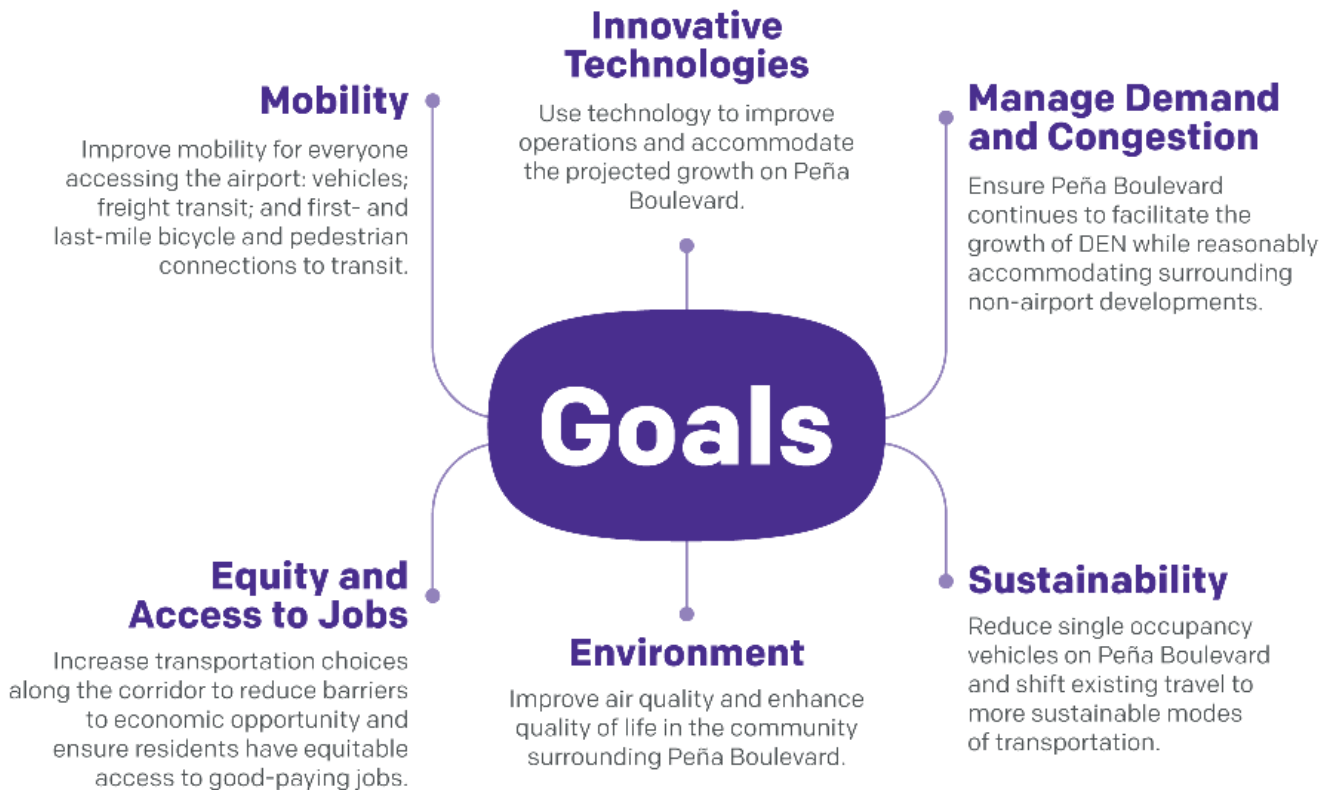 Innovative
Technologies
Use technology to improve
operations and accommodate
the projected growth on Peña
Boulevard.
Mobility
Improve mobility for everyone
accessing the airport: vehicles;
freight transit; and first- and
last-mile bicycle and pedestrian
connections to transit.
Manage Demand
and Congestion
Ensure Peña Boulevard
continues to facilitate the
growth of DEN while reasonably
accommodating surrounding
non-airport developments.
Goals
Equity and
Access to Jobs
Increase transportation choices
along the corridor to reduce barriers
to economic opportunity and
ensure residents have equitable
access to good-paying jobs.
Environment
Improve air quality and enhance
quality of life in the community
surrounding Peña Boulevard.
Sustainability
Reduce single occupancy
vehicles on Peña Boulevard
and shift existing travel to
more sustainable modes
of transportation.